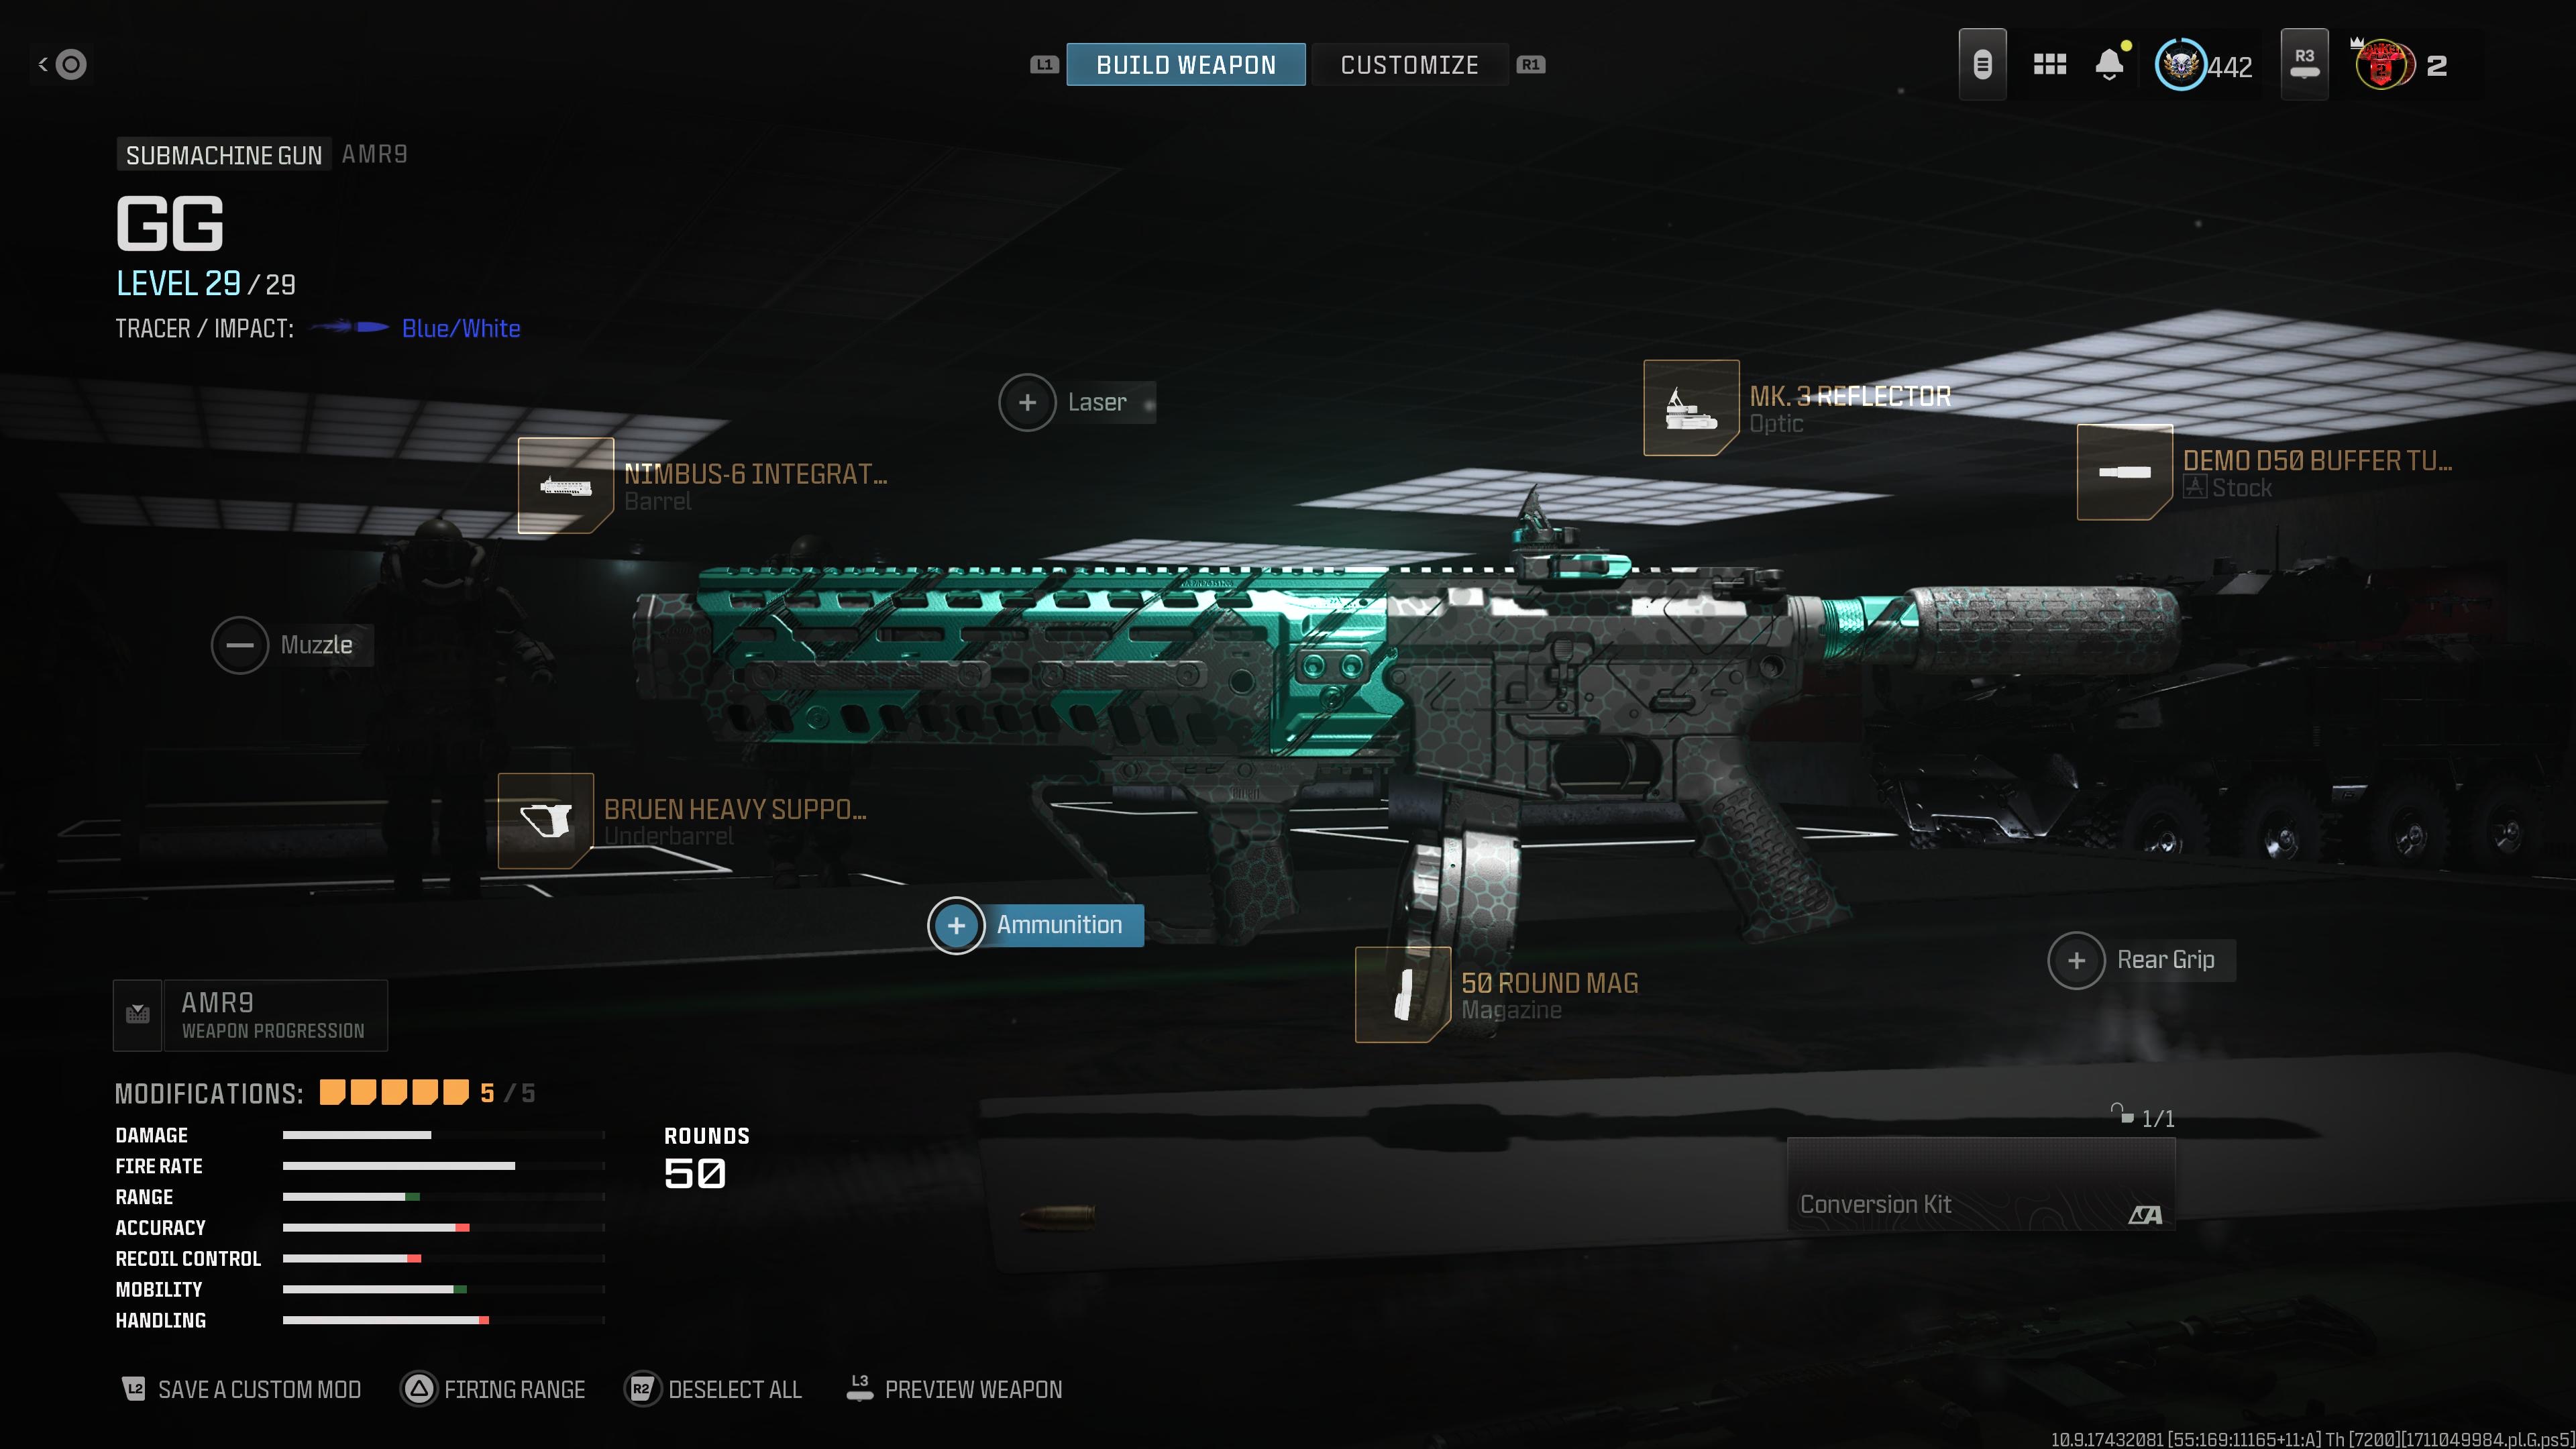 L1 BUILD WEAPON CUSTOMIZE R1
442 R3 2
SUBMACHINE GUN AMR9
GG
LEVEL 29 / 29
TRACER / IMPACT: Blue/White
Laser
MK. 3 REFLECTOR
Optic
NIMBUS-6 INTEGRAT...
Barrel
DEMO D50 BUFFER TU...
Stock
Muzzle
BRUEN HEAVY SUPPO...
Underbarrel
Ammunition
50 ROUND MAG
Magazine
Rear Grip
AMR9
WEAPON PROGRESSION
MODIFICATIONS: 5 / 5
DAMAGE
FIRE RATE
RANGE
ACCURACY
RECOIL CONTROL
MOBILITY
HANDLING
ROUNDS
50
1/1
Conversion Kit
L2 SAVE A CUSTOM MOD FIRING RANGE R2 DESELECT ALL L3 PREVIEW WEAPON
10.9.17432081 [55:169:11165+11:A] Th [7200][1711049984.pl.G.ps5]